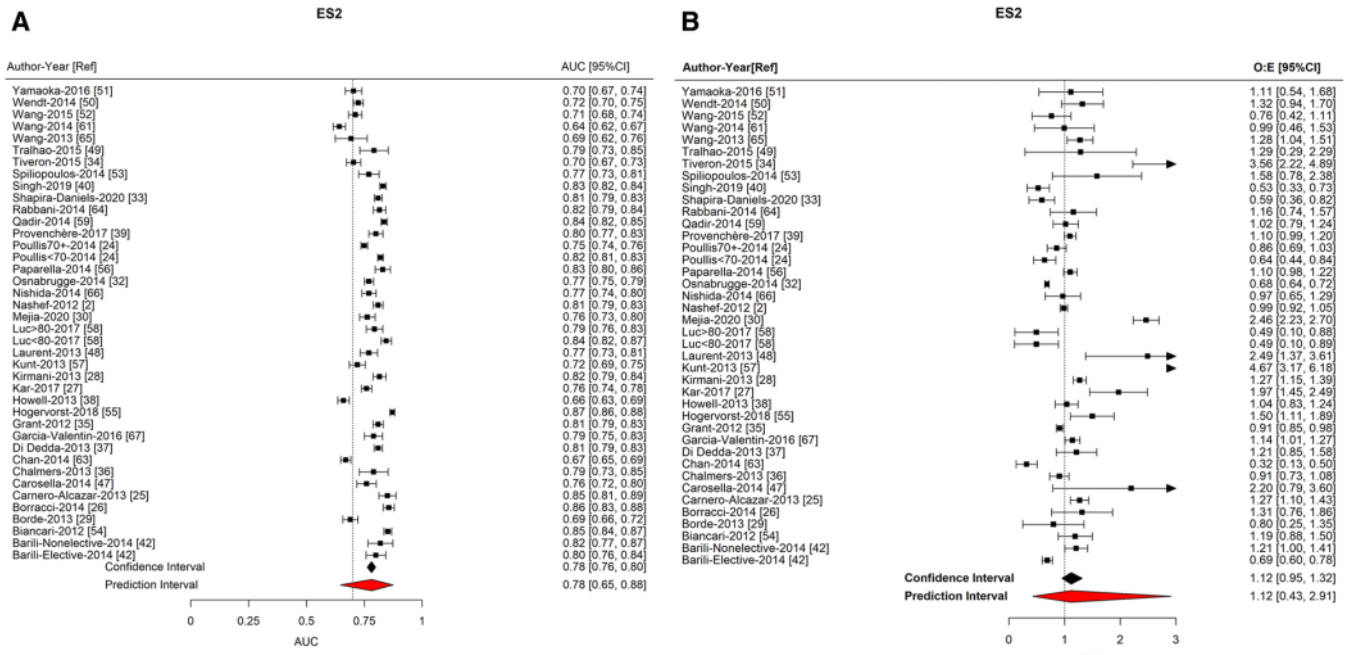 A
ES2
Author-Year [Ref] AUC [95%CI]
Yamaoka-2016 [51] 0.70 [0.67, 0.74]
Wendt-2014 [50] 0.72 [0.70, 0.75]
Wang-2015 [52] 0.71 [0.68, 0.74]
Wang-2014 [61] 0.64 [0.62, 0.67]
Wang-2013 [65] 0.69 [0.62, 0.76]
Tralhao-2015 [49] 0.79 [0.73, 0.85]
Tiveron-2015 [34] 0.70 [0.67, 0.73]
Spiliopoulos-2014 [53] 0.77 [0.73, 0.81]
Singh-2019 [40] 0.83 [0.82, 0.84]
Shapira-Daniels-2020 [33] 0.81 [0.79, 0.83]
Rabbani-2014 [64] 0.82 [0.79, 0.84]
Qadir-2014 [59] 0.84 [0.82, 0.85]
Provenchère-2017 [39] 0.80 [0.77, 0.83]
Poullis70+-2014 [24] 0.75 [0.74, 0.76]
Poullis<70-2014 [24] 0.82 [0.81, 0.83]
Paparella-2014 [56] 0.83 [0.80, 0.86]
Osnabrugge-2014 [32] 0.77 [0.75, 0.79]
Nishida-2014 [66] 0.77 [0.74, 0.80]
Nashef-2012 [2] 0.81 [0.79, 0.83]
Mejia-2020 [30] 0.76 [0.73, 0.80]
Luc>80-2017 [58] 0.79 [0.76, 0.83]
Luc<80-2017 [58] 0.84 [0.82, 0.87]
Laurent-2013 [48] 0.77 [0.73, 0.81]
Kunt-2013 [57] 0.72 [0.69, 0.75]
Kirmani-2013 [28] 0.82 [0.79, 0.84]
Kar-2017 [27] 0.76 [0.74, 0.78]
Howell-2013 [38] 0.66 [0.63, 0.69]
Hogervorst-2018 [55] 0.87 [0.86, 0.88]
Grant-2012 [35] 0.81 [0.79, 0.83]
Garcia-Valentin-2016 [67] 0.79 [0.75, 0.83]
Di Dedda-2013 [37] 0.81 [0.79, 0.83]
Chan-2014 [63] 0.67 [0.65, 0.69]
Chalmers-2013 [36] 0.79 [0.73, 0.85]
Carosella-2014 [47] 0.76 [0.72, 0.80]
Carnero-Alcazar-2013 [25] 0.85 [0.81, 0.89]
Borracci-2014 [26] 0.86 [0.83, 0.88]
Borde-2013 [29] 0.69 [0.66, 0.72]
Biancari-2012 [54] 0.85 [0.84, 0.87]
Barili-Nonelective-2014 [42] 0.82 [0.77, 0.87]
Barili-Elective-2014 [42] 0.80 [0.76, 0.84]
Confidence Interval 0.78 [0.76, 0.80]
Prediction Interval 0.78 [0.65, 0.88]
0 0.25 0.5 0.75 1
AUC
B
ES2
Author-Year[Ref] O:E [95%CI]
Yamaoka-2016 [51] 1.11 [0.54, 1.68]
Wendt-2014 [50] 1.32 [0.94, 1.70]
Wang-2015 [52] 0.76 [0.42, 1.11]
Wang-2014 [61] 0.99 [0.46, 1.53]
Wang-2013 [65] 1.28 [1.04, 1.51]
Tralhao-2015 [49] 1.29 [0.29, 2.29]
Tiveron-2015 [34] 3.56 [2.22, 4.89]
Spiliopoulos-2014 [53] 1.58 [0.78, 2.38]
Singh-2019 [40] 0.53 [0.33, 0.73]
Shapira-Daniels-2020 [33] 0.59 [0.36, 0.82]
Rabbani-2014 [64] 1.16 [0.74, 1.57]
Qadir-2014 [59] 1.02 [0.79, 1.24]
Provenchère-2017 [39] 1.10 [0.99, 1.20]
Poullis70+-2014 [24] 0.86 [0.69, 1.03]
Poullis<70-2014 [24] 0.64 [0.44, 0.84]
Paparella-2014 [56] 1.10 [0.98, 1.22]
Osnabrugge-2014 [32] 0.68 [0.64, 0.72]
Nishida-2014 [66] 0.97 [0.65, 1.29]
Nashef-2012 [2] 0.99 [0.92, 1.05]
Mejia-2020 [30] 2.46 [2.23, 2.70]
Luc>80-2017 [58] 0.49 [0.10, 0.88]
Luc<80-2017 [58] 0.49 [0.10, 0.89]
Laurent-2013 [48] 2.49 [1.37, 3.61]
Kunt-2013 [57] 4.67 [3.17, 6.18]
Kirmani-2013 [28] 1.27 [1.15, 1.39]
Kar-2017 [27] 1.97 [1.45, 2.49]
Howell-2013 [38] 1.04 [0.83, 1.24]
Hogervorst-2018 [55] 1.50 [1.11, 1.89]
Grant-2012 [35] 0.91 [0.85, 0.98]
Garcia-Valentin-2016 [67] 1.14 [1.01, 1.27]
Di Dedda-2013 [37] 1.21 [0.85, 1.58]
Chan-2014 [63] 0.32 [0.13, 0.50]
Chalmers-2013 [36] 0.91 [0.73, 1.08]
Carosella-2014 [47] 2.20 [0.79, 3.60]
Carnero-Alcazar-2013 [25] 1.27 [1.10, 1.43]
Borracci-2014 [26] 1.31 [0.76, 1.86]
Borde-2013 [29] 0.80 [0.25, 1.35]
Biancari-2012 [54] 1.19 [0.88, 1.50]
Barili-Nonelective-2014 [42] 1.21 [1.00, 1.41]
Barili-Elective-2014 [42] 0.69 [0.60, 0.78]
Confidence Interval 1.12 [0.95, 1.32]
Prediction Interval 1.12 [0.43, 2.91]
0 1 2 3